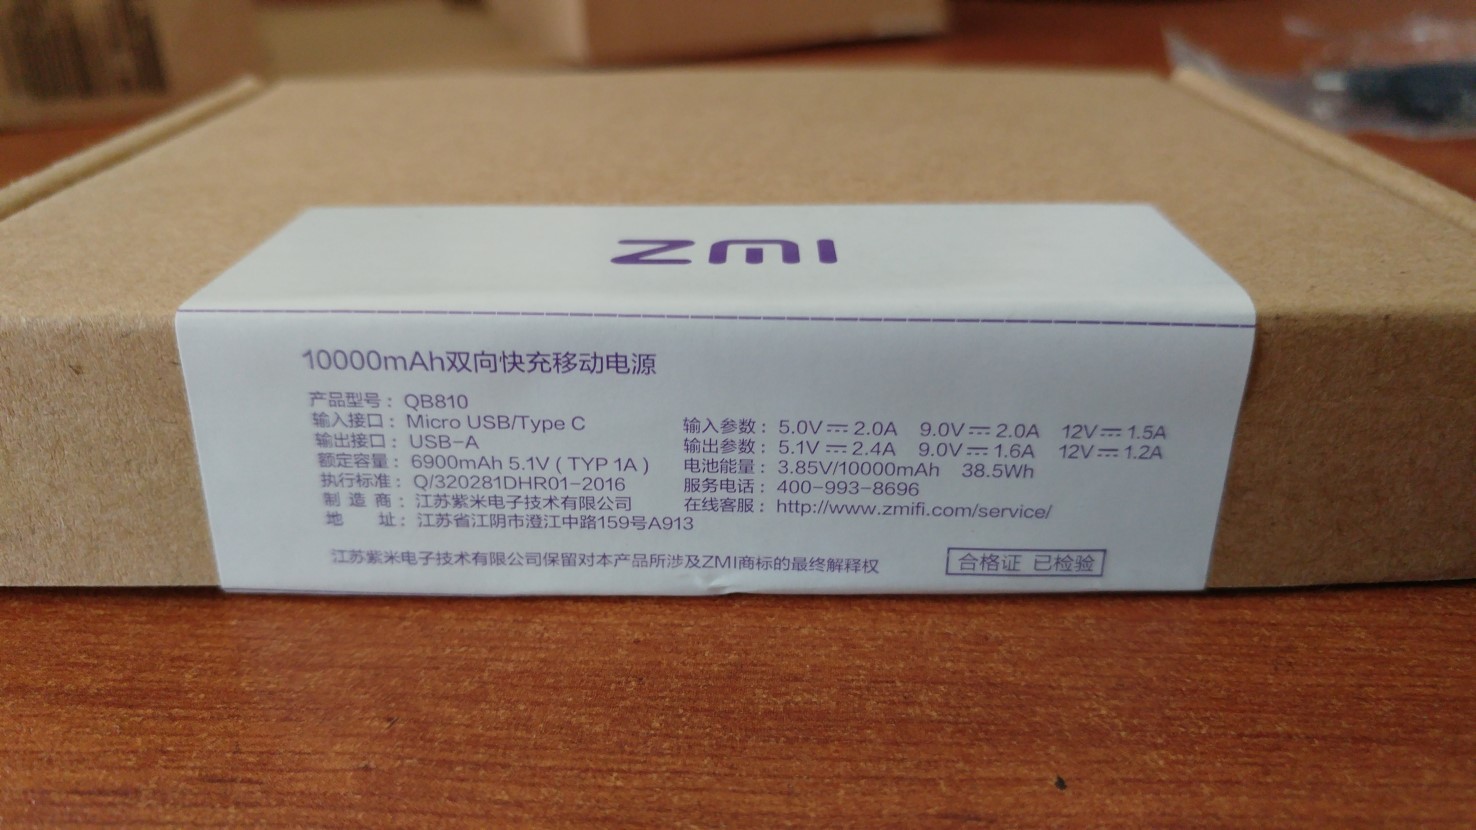 ZMI
10000mAh双向快充移动电源
产品型号： QB810
输入接口： Micro USB/Type C
输出接口： USB-A
额定容量： 6900mAh 5.1V ( TYP 1A )
执行标准： Q/320281DHR01-2016
制 造 商： 江苏紫米电子技术有限公司
地 址： 江苏省江阴市澄江中路159号A913
输入参数： 5.0V⎓2.0A 9.0V⎓2.0A 12V⎓1.5A
输出参数： 5.1V⎓2.4A 9.0V⎓1.6A 12V⎓1.2A
电池能量： 3.85V/10000mAh 38.5Wh
服务电话： 400-993-8696
在线客服： http://www.zmifi.com/service/
江苏紫米电子技术有限公司保留对本产品所涉及ZMI商标的最终解释权
合格证 已检验